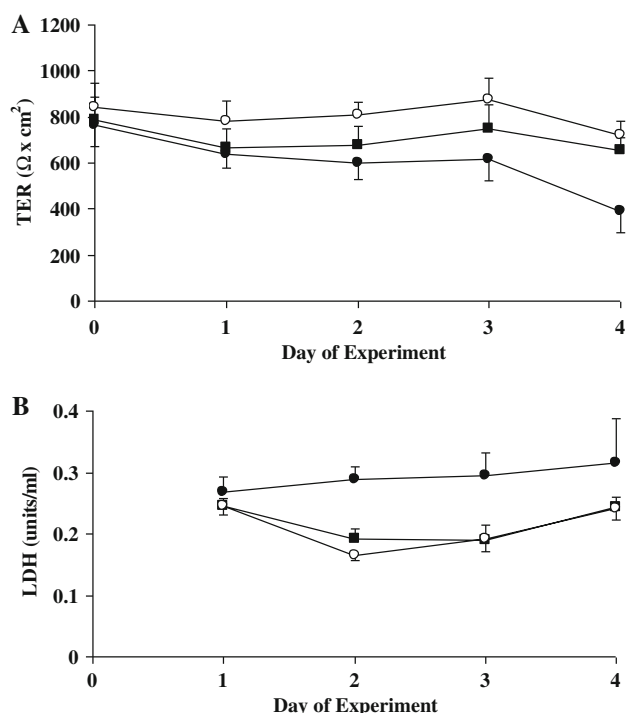 A
1200
1000
800
600
400
200
0
TER (Ω x cm²)
0 1 2 3 4
Day of Experiment
B
0.4
0.3
0.2
0.1
0
LDH (units/ml)
0 1 2 3 4
Day of Experiment